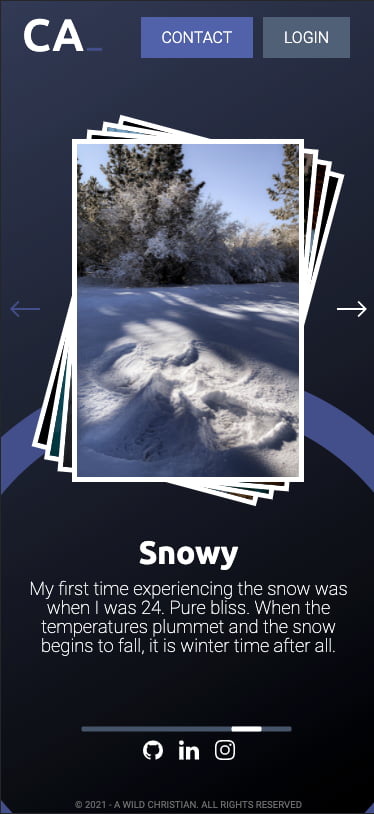 CA_
CONTACT
LOGIN
Snowy
My first time experiencing the snow was
when I was 24. Pure bliss. When the
temperatures plummet and the snow
begins to fall, it is winter time after all.
© 2021 - A WILD CHRISTIAN. ALL RIGHTS RESERVED